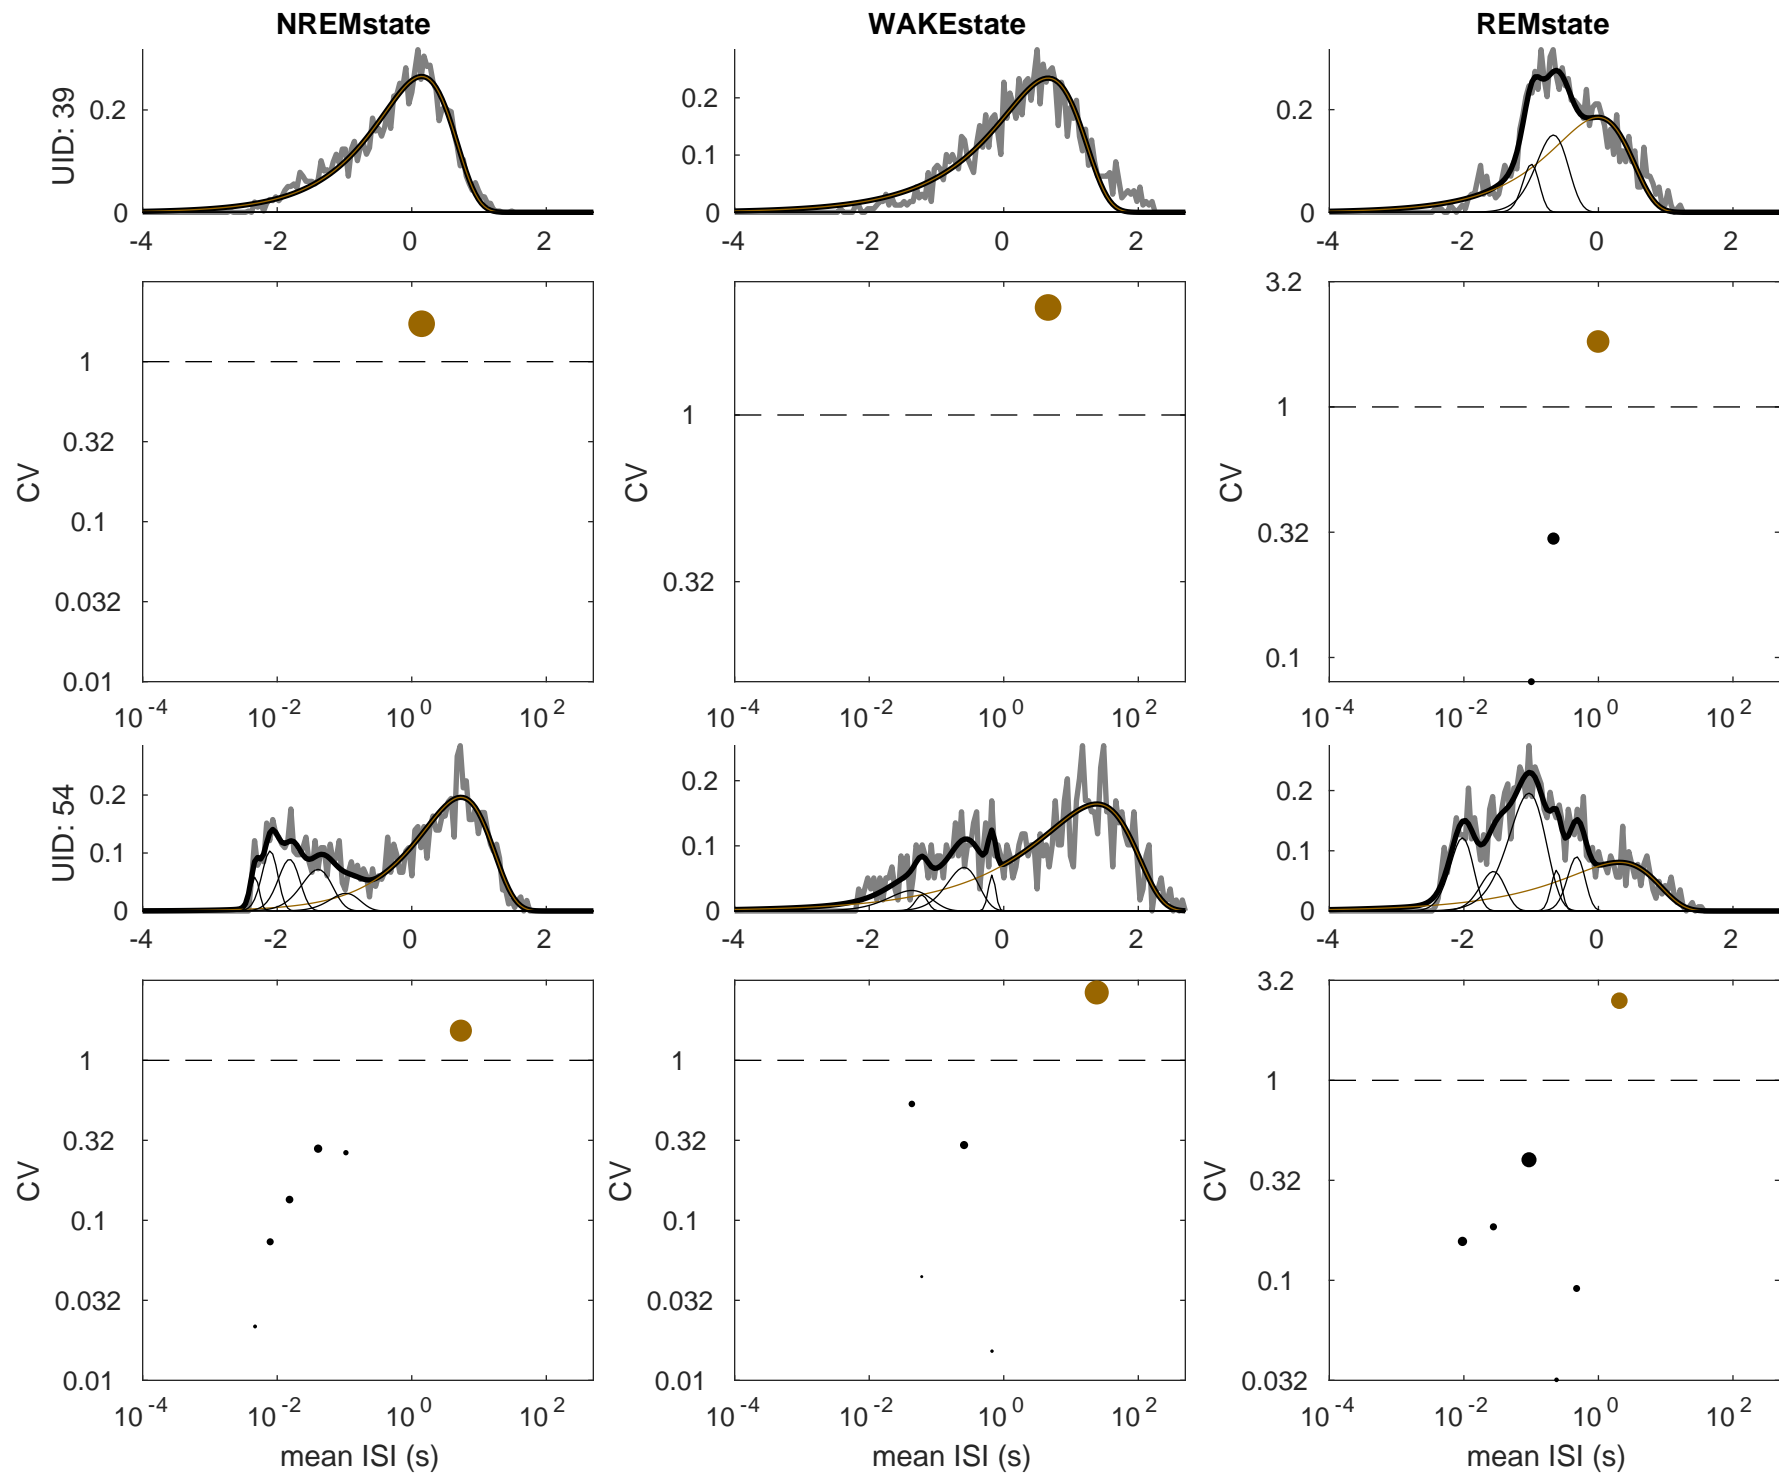 NREMstate WAKEstate REMstate
UID: 39
0.2 0
-4 -2 0 2
0.2 0.1 0
-4 -2 0 2
0.2 0
-4 -2 0 2
CV
1 0.32 0.1 0.032 0.01
10^-4 10^-2 10^0 10^2
CV
1 0.32
10^-4 10^-2 10^0 10^2
CV
3.2 1 0.32 0.1
10^-4 10^-2 10^0 10^2
UID: 54
0.2 0.1 0
-4 -2 0 2
0.2 0.1 0
-4 -2 0 2
0.2 0.1 0
-4 -2 0 2
CV
1 0.32 0.1 0.032 0.01
10^-4 10^-2 10^0 10^2
mean ISI (s)
CV
1 0.32 0.1 0.032 0.01
10^-4 10^-2 10^0 10^2
mean ISI (s)
CV
3.2 1 0.32 0.1 0.032
10^-4 10^-2 10^0 10^2
mean ISI (s)